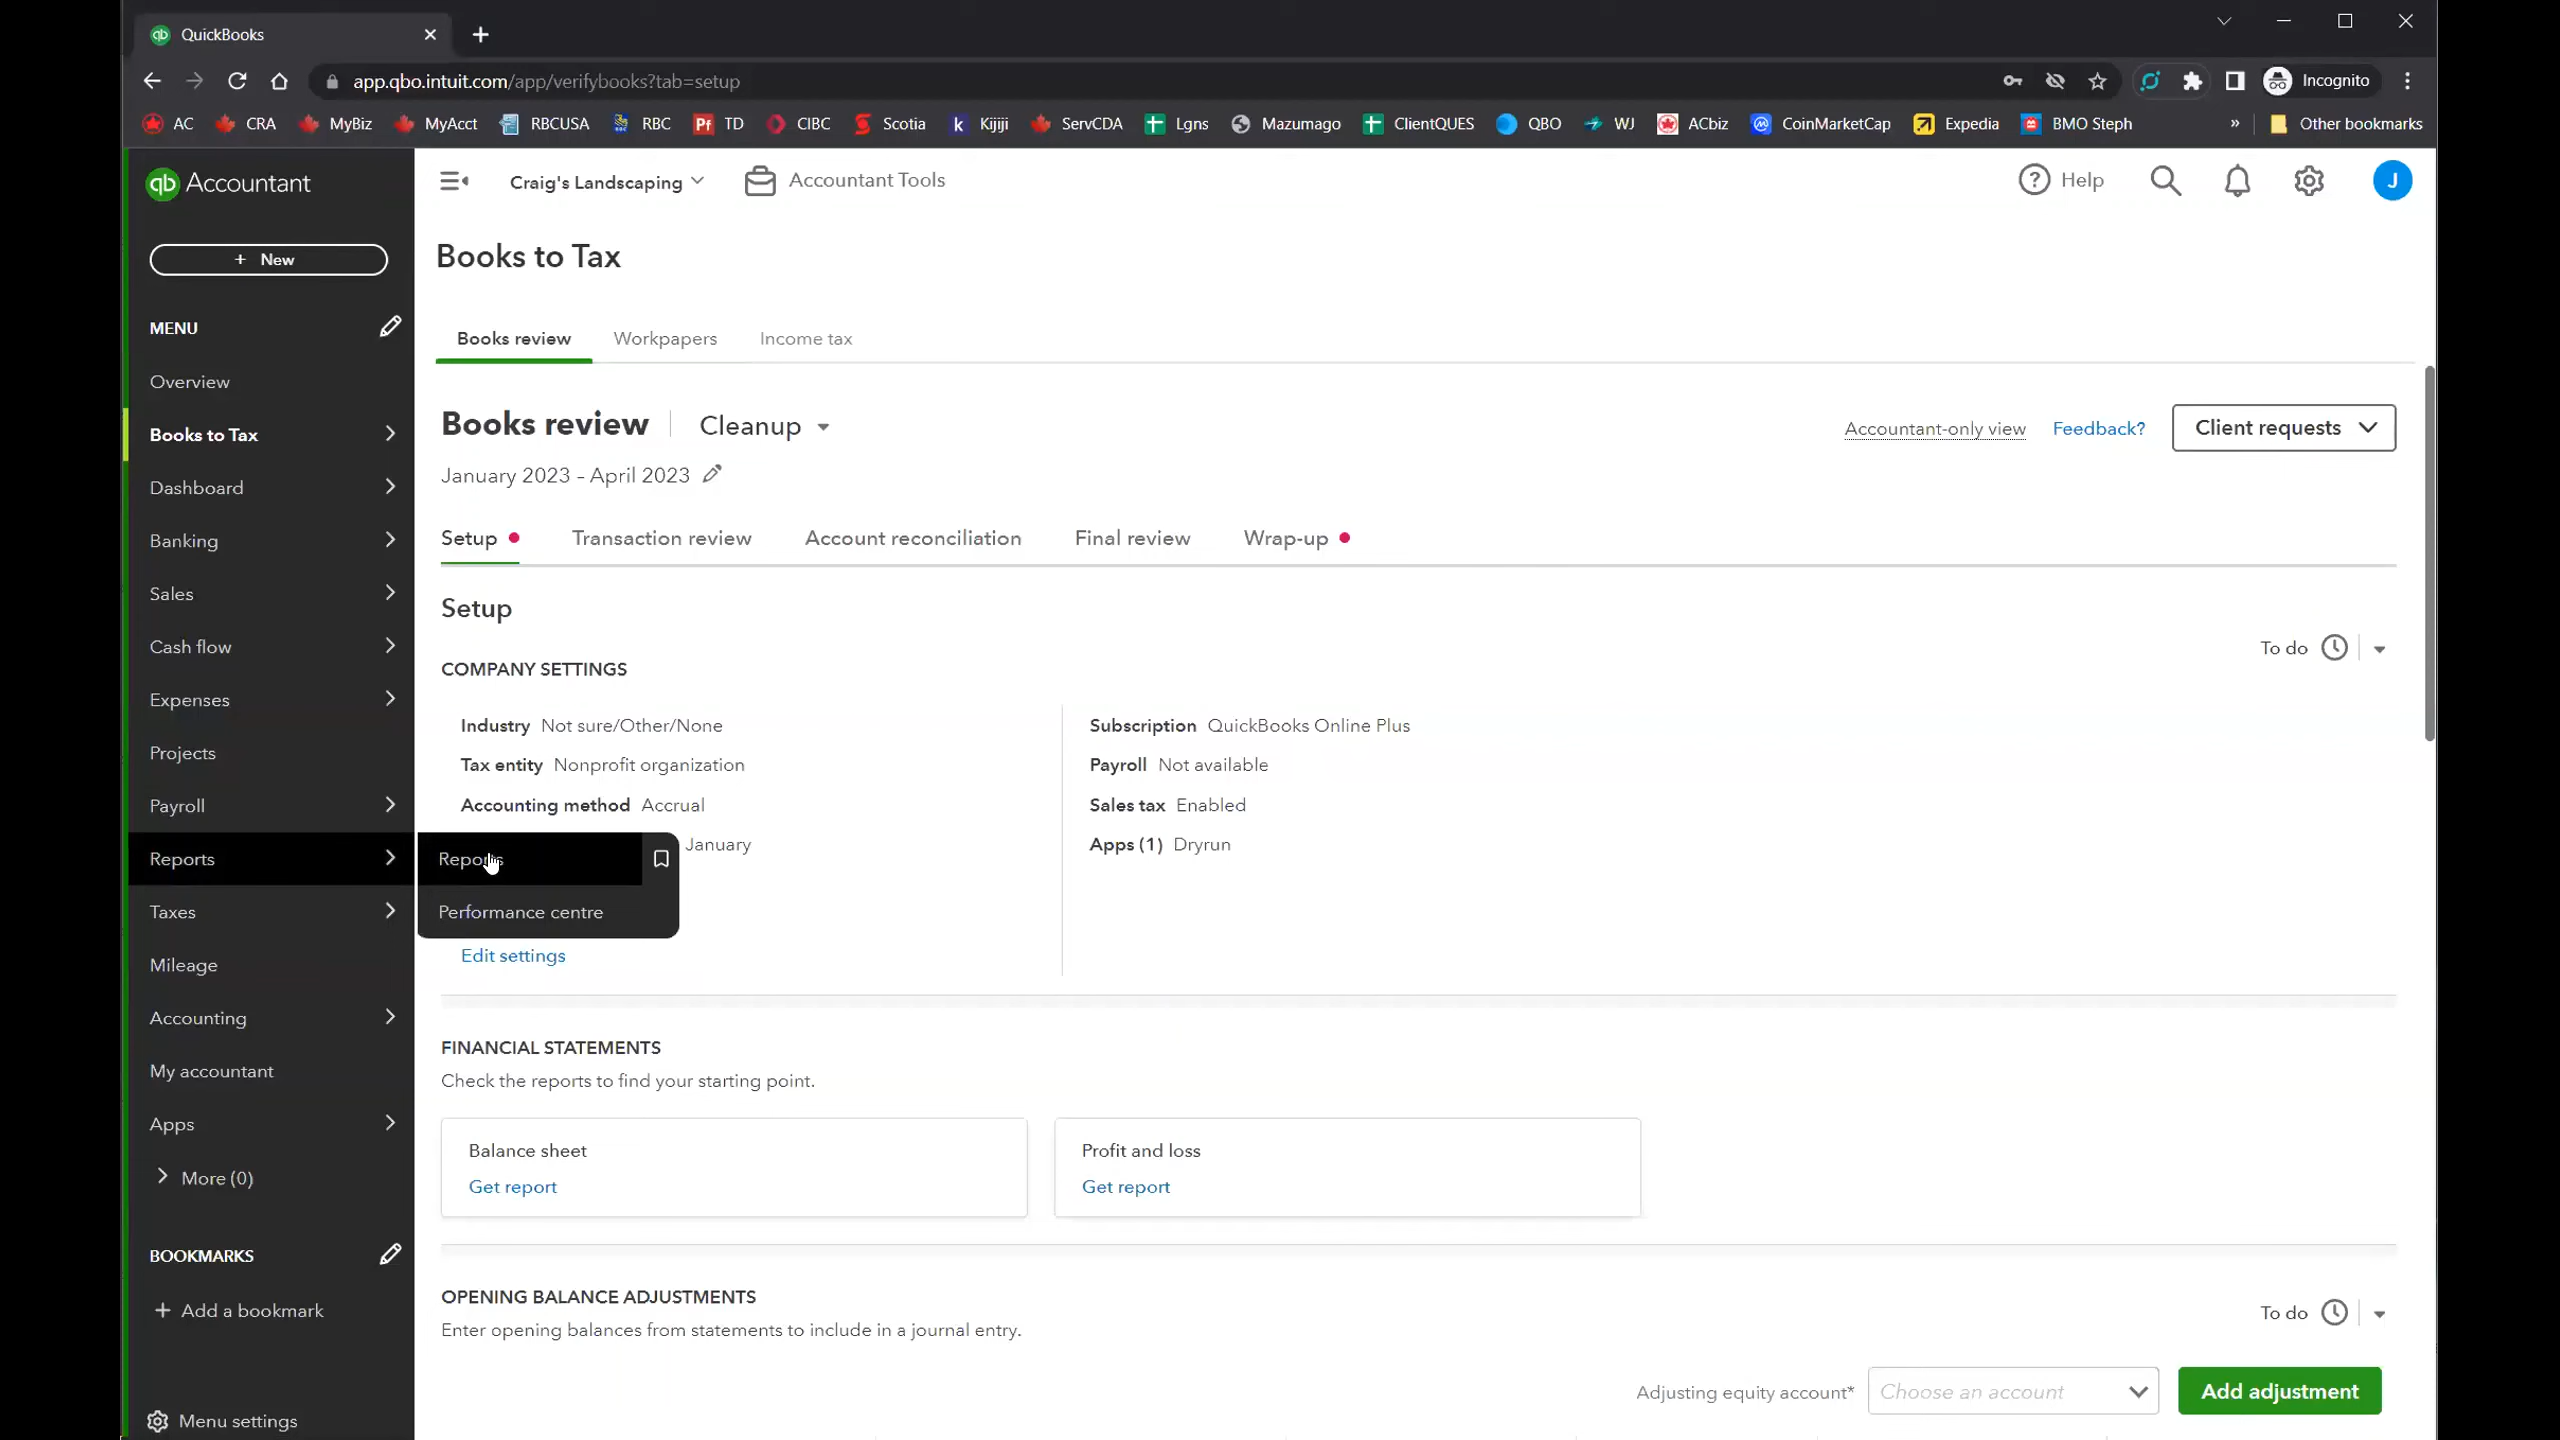 QuickBooks
app.qbo.intuit.com/app/verifybooks?tab=setup
Incognito
AC CRA MyBiz MyAcct RBCUSA RBC TD CIBC Scotia Kijiji ServCDA Lgns Mazumago ClientQUES QBO WJ ACbiz CoinMarketCap Expedia BMO Steph » Other bookmarks
qb Accountant
Craig's Landscaping
Accountant Tools
Help
J
+ New
MENU
Overview
Books to Tax
Dashboard
Banking
Sales
Cash flow
Expenses
Projects
Payroll
Reports
Taxes
Mileage
Accounting
My accountant
Apps
More (0)
BOOKMARKS
+ Add a bookmark
Menu settings
Reports
Performance centre
Books to Tax
Books review Workpapers Income tax
Books review Cleanup
Accountant-only view Feedback? Client requests
January 2023 – April 2023
Setup Transaction review Account reconciliation Final review Wrap-up
Setup
To do
COMPANY SETTINGS
Industry Not sure/Other/None
Tax entity Nonprofit organization
Accounting method Accrual
January
Edit settings
Subscription QuickBooks Online Plus
Payroll Not available
Sales tax Enabled
Apps (1) Dryrun
FINANCIAL STATEMENTS
Check the reports to find your starting point.
Balance sheet
Get report
Profit and loss
Get report
OPENING BALANCE ADJUSTMENTS
To do
Enter opening balances from statements to include in a journal entry.
Adjusting equity account* Choose an account Add adjustment